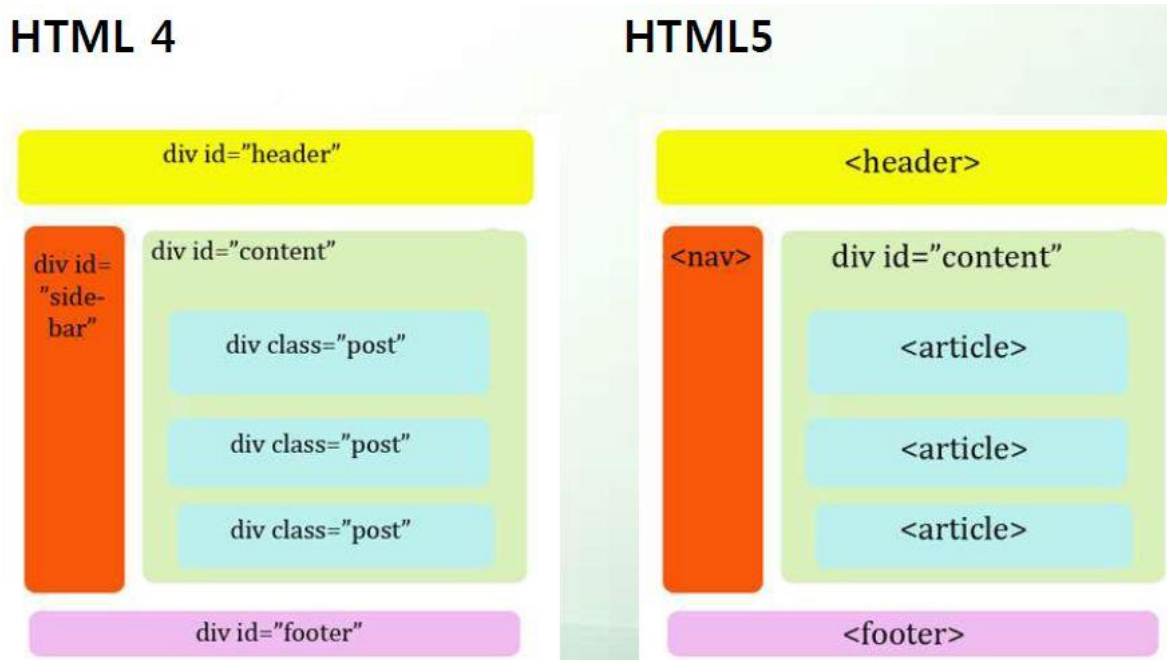 HTML 4
HTML5
div id=”header”
<header>
div id=
”side-
bar”
div id=”content”
div class=”post”
div class=”post”
div class=”post”
<nav>
div id=”content”
<article>
<article>
<article>
div id=”footer”
<footer>